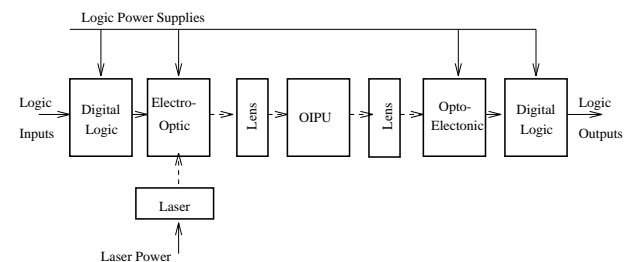 Logic Power Supplies
Logic
Inputs
Digital
Logic
Electro-
Optic
Lens
OIPU
Lens
Opto-
Electonic
Digital
Logic
Logic
Outputs
Laser
Laser Power